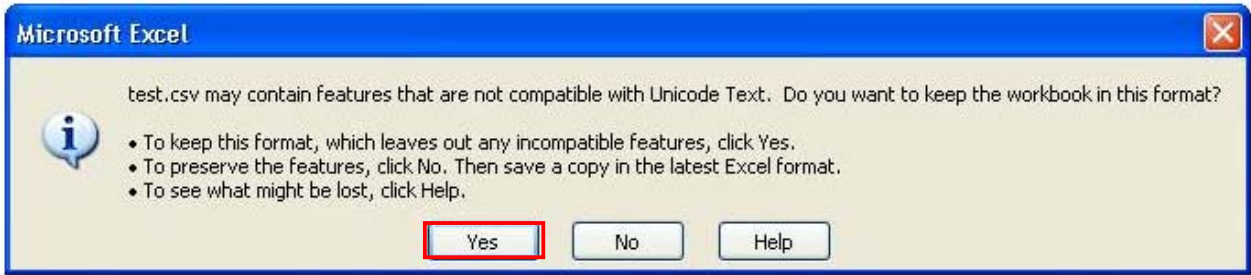 Microsoft Excel
test.csv may contain features that are not compatible with Unicode Text.  Do you want to keep the workbook in this format?
• To keep this format, which leaves out any incompatible features, click Yes.
• To preserve the features, click No. Then save a copy in the latest Excel format.
• To see what might be lost, click Help.
Yes No Help